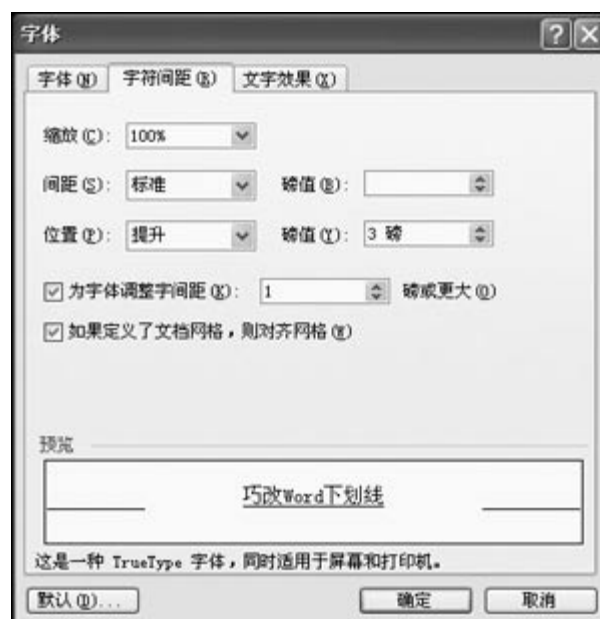 字体
字体(N) 字符间距(R) 文字效果(X)
缩放(C): 100%
间距(S): 标准 磅值(B):
位置(P): 提升 磅值(Y): 3 磅
为字体调整字间距(K): 1 磅或更大(O)
如果定义了文档网格，则对齐网格(W)
预览
巧改Word下划线
这是一种 TrueType 字体，同时适用于屏幕和打印机。
默认(D)... 确定 取消